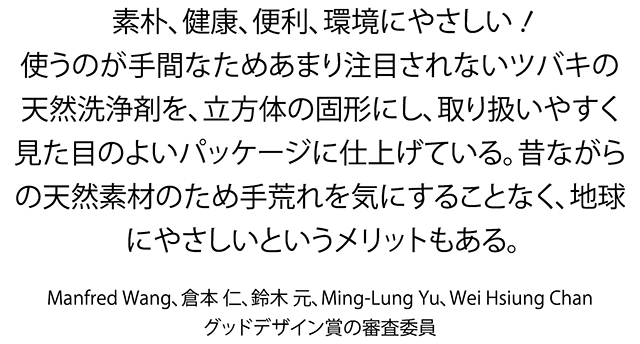 素朴、健康、便利、環境にやさしい！
使うのが手間なためあまり注目されないツバキの
天然洗浄剤を、立方体の固形にし、取り扱いやすく
見た目のよいパッケージに仕上げている。昔ながら
の天然素材のため手荒れを気にすることなく、地球
にやさしいというメリットもある。
Manfred Wang、倉本 仁、鈴木 元、Ming-Lung Yu、Wei Hsiung Chan
グッドデザイン賞の審査委員